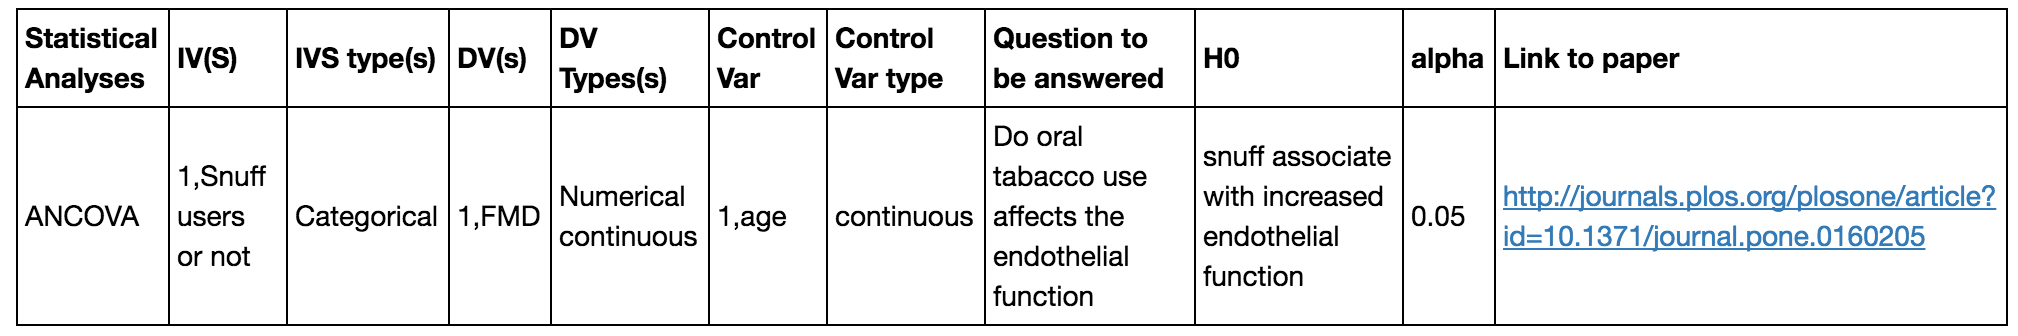 Statistical
Analyses
IV(S)
IVS type(s)
DV(s)
DV
Types(s)
Control
Var
Control
Var type
Question to
be answered
H0
alpha
Link to paper
ANCOVA
1,Snuff
users
or not
Categorical
1,FMD
Numerical
continuous
1,age
continuous
Do oral
tabacco use
affects the
endothelial
function
snuff associate
with increased
endothelial
function
0.05
http://journals.plos.org/plosone/article?
id=10.1371/journal.pone.0160205